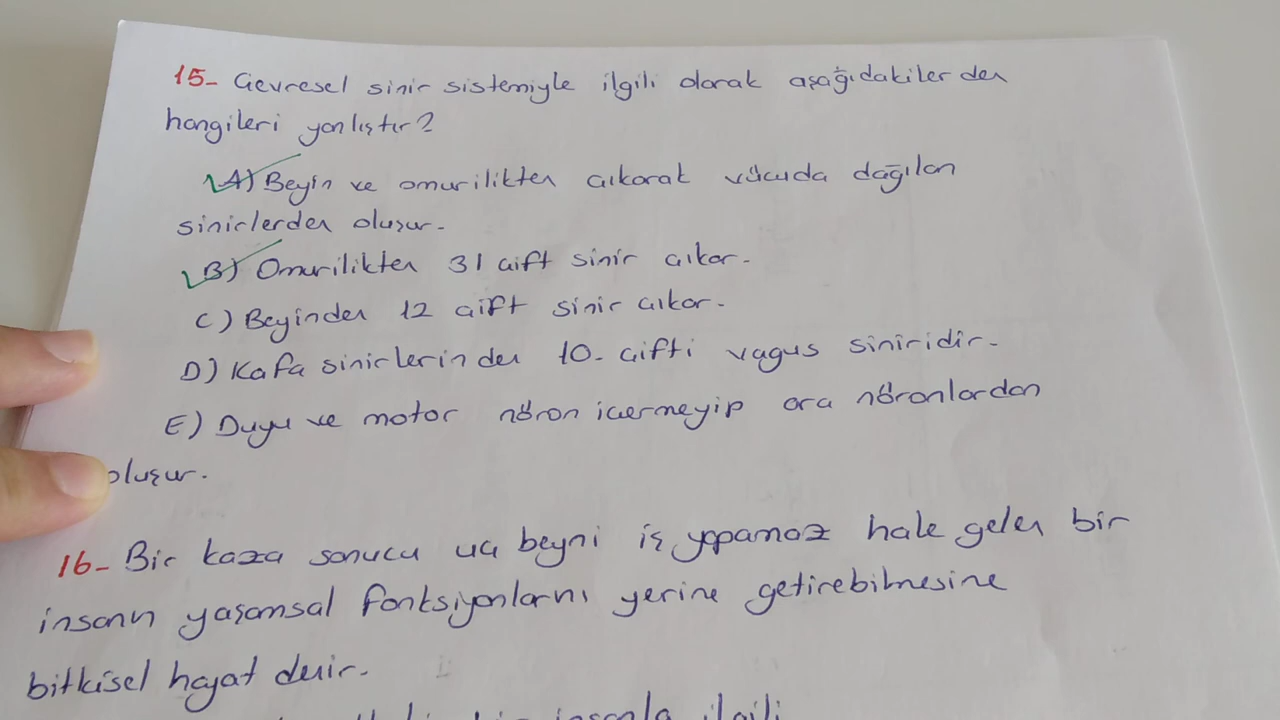 15- Çevresel sinir sistemiyle ilgili olarak aşağıdakilerden
hangileri yanlıştır?
A) Beyin ve omurilikten çıkarak vücuda dağılan
sinirlerden oluşur.
B) Omurilikten 31 çift sinir çıkar.
C) Beyinden 12 çift sinir çıkar.
D) Kafa sinirlerinden 10. çifti vagus siniridir.
E) Duyu ve motor nöron içermeyip ara nöronlardan
oluşur.
16- Bir kaza sonucu uç beyni iş yapamaz hale gelen bir
insanın yaşamsal fonksiyonlarını yerine getirebilmesine
bitkisel hayat denir.
insanla ilgili